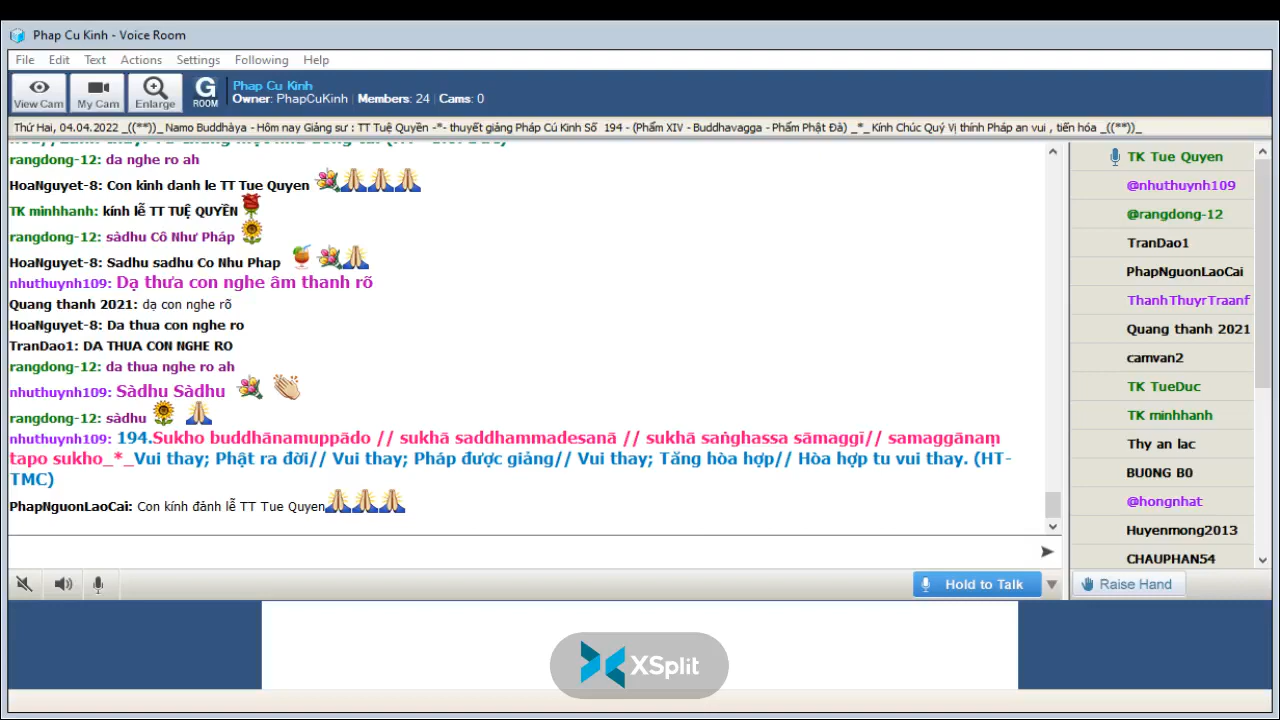 Phap Cu Kinh - Voice Room
File Edit Text Actions Settings Following Help
View Cam My Cam Enlarge G ROOM
Phap Cu Kinh
Owner: PhapCuKinh | Members: 24 | Cams: 0
Thứ Hai, 04.04.2022 _((**))_ Namo Buddhàya - Hôm nay Giảng sư : TT Tuệ Quyền -*- thuyết giảng Pháp Cú Kinh Số 194 - (Phẩm XIV - Buddhavagga - Phẩm Phật Đà) _*_ Kính Chúc Quý Vị thính Pháp an vui , tiến hóa _((**))_
rangdong-12: da nghe ro ah
HoaNguyet-8: Con kinh danh le TT Tue Quyen
TK minhhanh: kính lễ TT TUỆ QUYỀN
rangdong-12: sàdhu Cô Như Pháp
HoaNguyet-8: Sadhu sadhu Co Nhu Phap
nhuthuynh109: Dạ thưa con nghe âm thanh rõ
Quang thanh 2021: dạ con nghe rõ
HoaNguyet-8: Da thua con nghe ro
TranDao1: DA THUA CON NGHE RO
rangdong-12: da thua nghe ro ah
nhuthuynh109: Sàdhu Sàdhu
rangdong-12: sàdhu
nhuthuynh109: 194.Sukho buddhānamuppādo // sukhā saddhammadesanā // sukhā saṅghassa sāmaggī// samaggānaṃ
tapo sukho_*_Vui thay; Phật ra đời// Vui thay; Pháp được giảng// Vui thay; Tăng hòa hợp// Hòa hợp tu vui thay. (HT-
TMC)
PhapNguonLaoCai: Con kính đảnh lễ TT Tue Quyen
TK Tue Quyen
@nhuthuynh109
@rangdong-12
TranDao1
PhapNguonLaoCai
ThanhThuyrTraanf
Quang thanh 2021
camvan2
TK TueDuc
TK minhhanh
Thy an lac
BU0NG B0
@hongnhat
Huyenmong2013
CHAUPHAN54
Hold to Talk
Raise Hand
XSplit